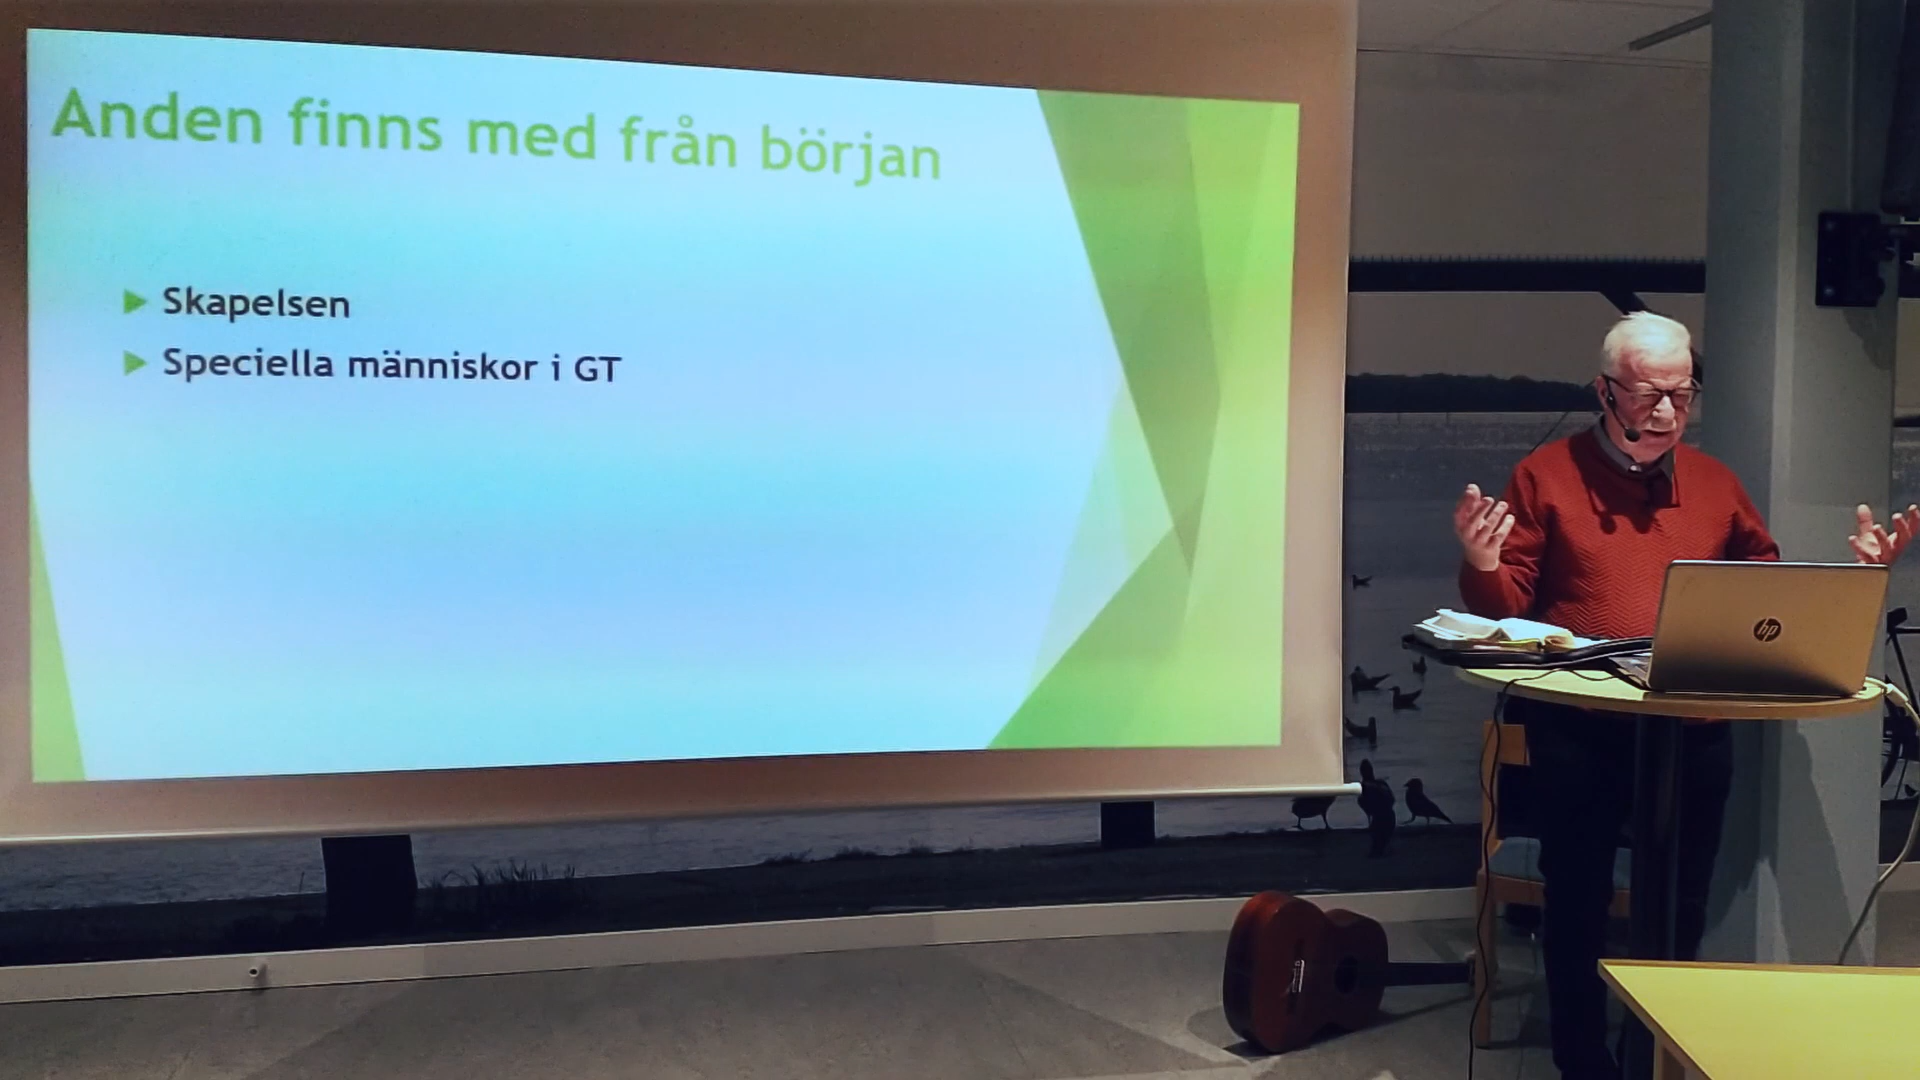 Anden finns med från början
Skapelsen
Speciella människor i GT
hp